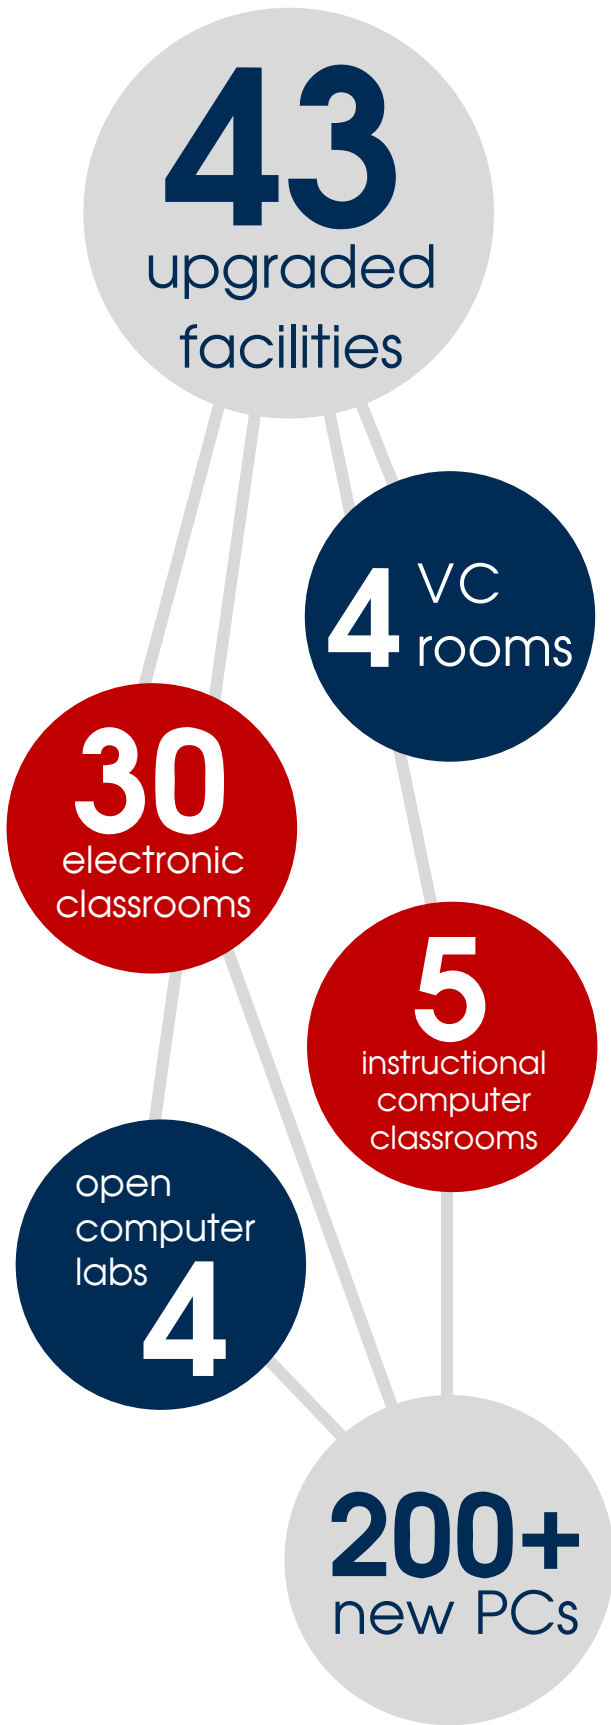 43
upgraded
facilities
4 VC
rooms
30
electronic
classrooms
5
instructional
computer
classrooms
open
computer
labs
4
200+
new PCs